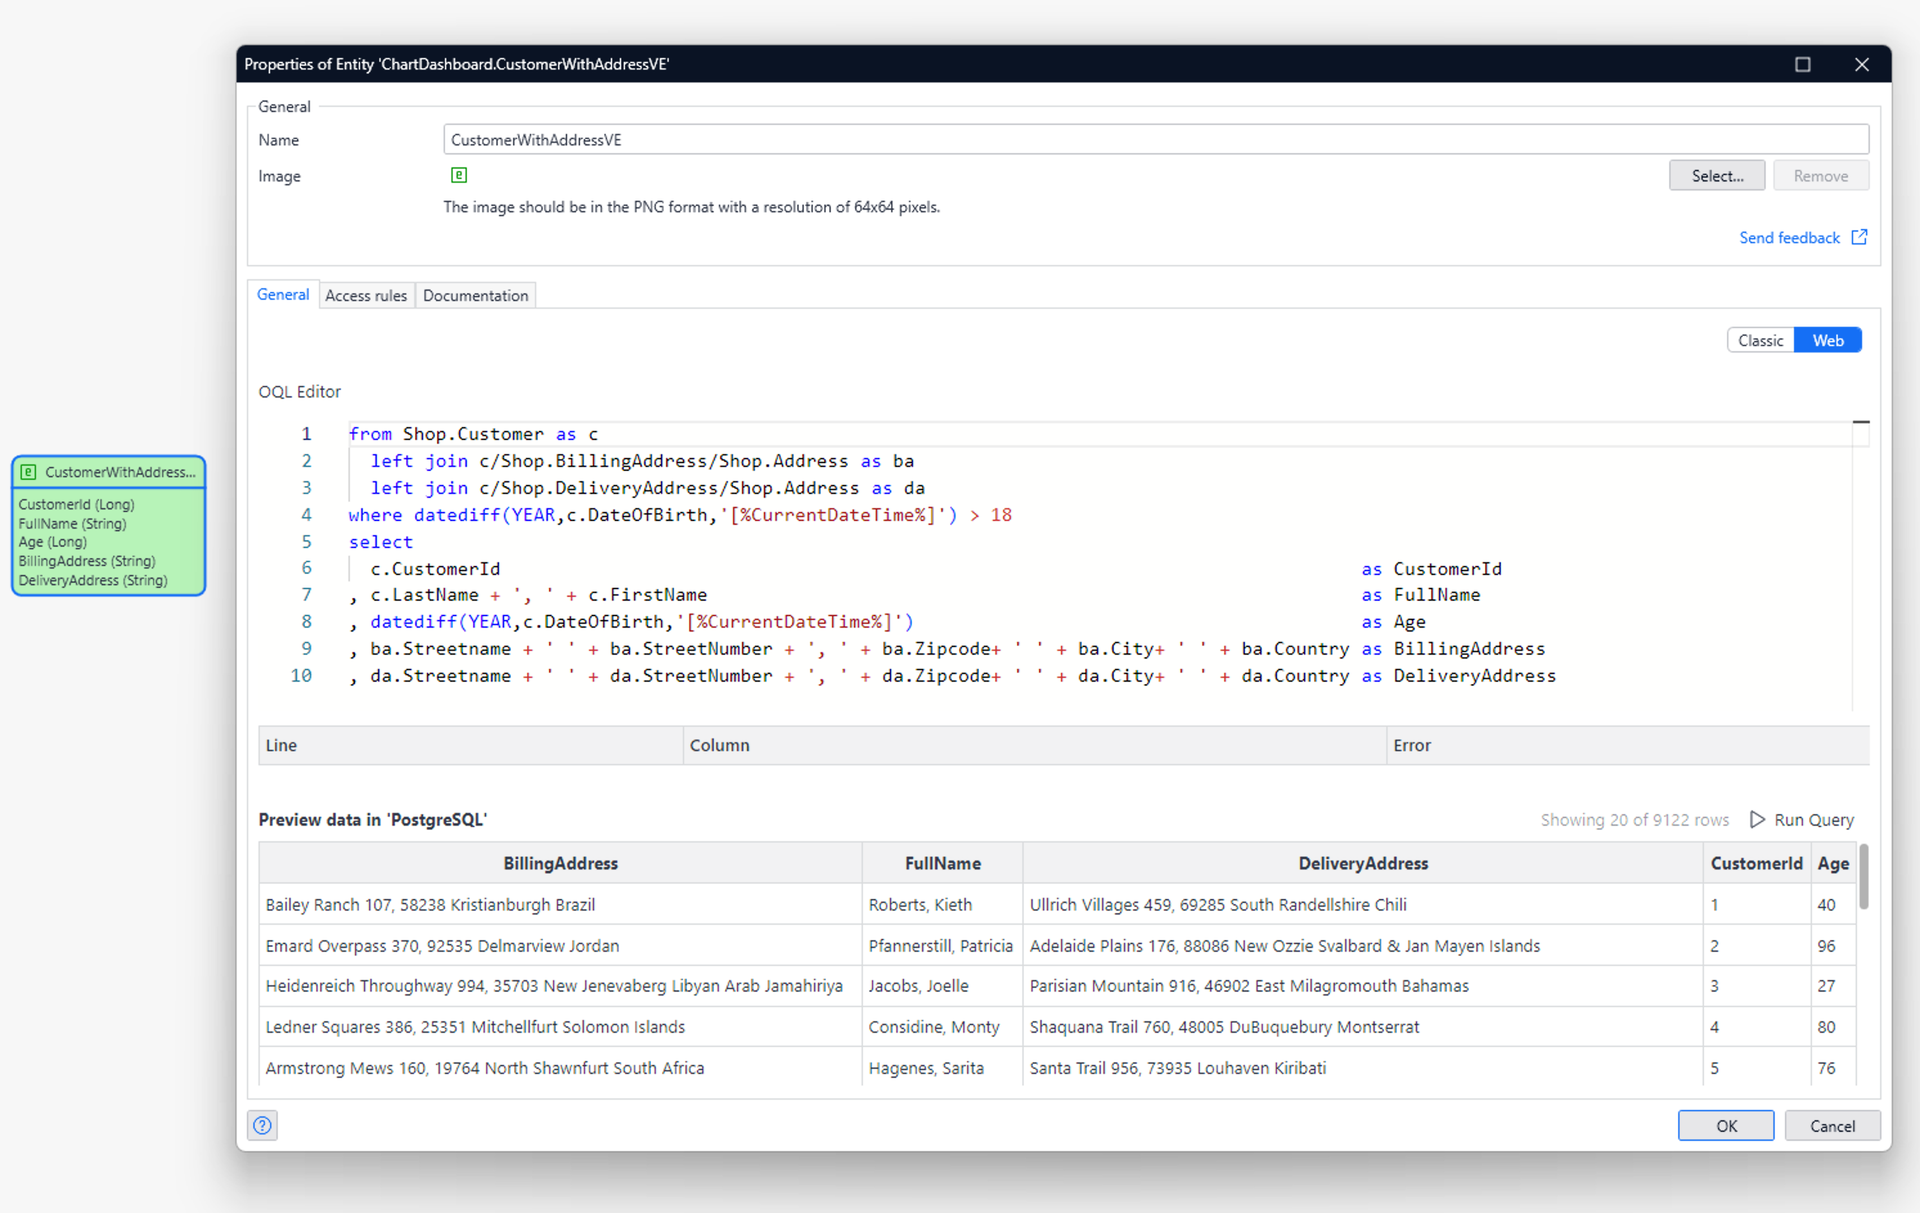 Properties of Entity 'ChartDashboard.CustomerWithAddressVE'
General
Name CustomerWithAddressVE
Image Select... Remove
The image should be in the PNG format with a resolution of 64x64 pixels.
Send feedback
General Access rules Documentation
Classic Web
OQL Editor
1 from Shop.Customer as c
2 left join c/Shop.BillingAddress/Shop.Address as ba
3 left join c/Shop.DeliveryAddress/Shop.Address as da
4 where datediff(YEAR,c.DateOfBirth,'[%CurrentDateTime%]') > 18
5 select
6 c.CustomerId as CustomerId
7 , c.LastName + ', ' + c.FirstName as FullName
8 , datediff(YEAR,c.DateOfBirth,'[%CurrentDateTime%]') as Age
9 , ba.Streetname + ' ' + ba.StreetNumber + ', ' + ba.Zipcode+ ' ' + ba.City+ ' ' + ba.Country as BillingAddress
10 , da.Streetname + ' ' + da.StreetNumber + ', ' + da.Zipcode+ ' ' + da.City+ ' ' + da.Country as DeliveryAddress
CustomerWithAddress...
CustomerId (Long)
FullName (String)
Age (Long)
BillingAddress (String)
DeliveryAddress (String)
Line Column Error
Preview data in 'PostgreSQL' Showing 20 of 9122 rows Run Query
BillingAddress FullName DeliveryAddress CustomerId Age
Bailey Ranch 107, 58238 Kristianburgh Brazil Roberts, Kieth Ullrich Villages 459, 69285 South Randellshire Chili 1 40
Emard Overpass 370, 92535 Delmarview Jordan Pfannerstill, Patricia Adelaide Plains 176, 88086 New Ozzie Svalbard & Jan Mayen Islands 2 96
Heidenreich Throughway 994, 35703 New Jenevaberg Libyan Arab Jamahiriya Jacobs, Joelle Parisian Mountain 916, 46902 East Milagromouth Bahamas 3 27
Ledner Squares 386, 25351 Mitchellfurt Solomon Islands Considine, Monty Shaquana Trail 760, 48005 DuBuquebury Montserrat 4 80
Armstrong Mews 160, 19764 North Shawnfurt South Africa Hagenes, Sarita Santa Trail 956, 73935 Louhaven Kiribati 5 76
OK Cancel